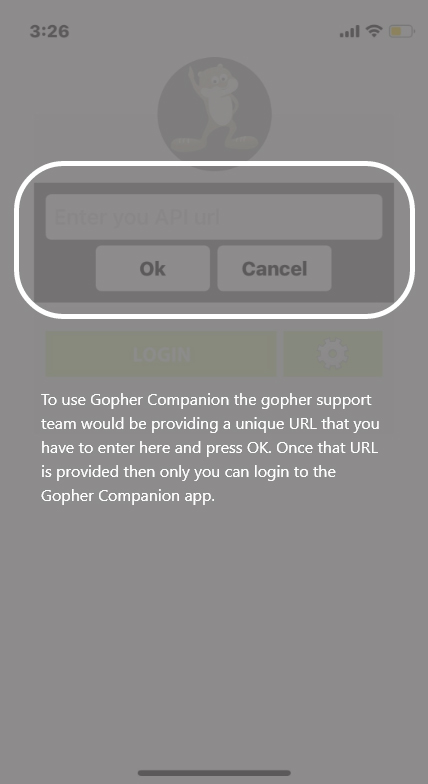 3:26
Enter you API url
Ok
Cancel
LOGIN
To use Gopher Companion the gopher support
team would be providing a unique URL that you
have to enter here and press OK. Once that URL
is provided then only you can login to the
Gopher Companion app.